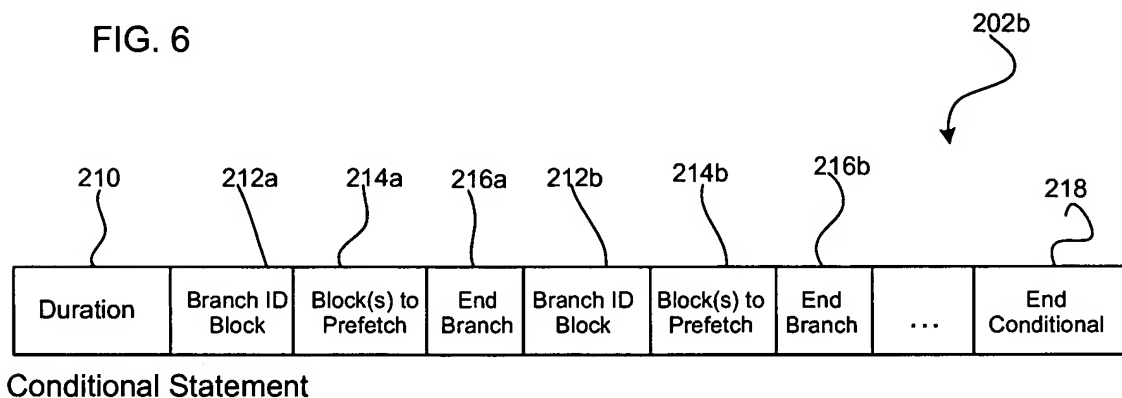 FIG. 6
202b
210
212a
214a
216a
212b
214b
216b
218
Duration
Branch ID
Block
Block(s) to
Prefetch
End
Branch
Branch ID
Block
Block(s) to
Prefetch
End
Branch
...
End
Conditional
Conditional Statement